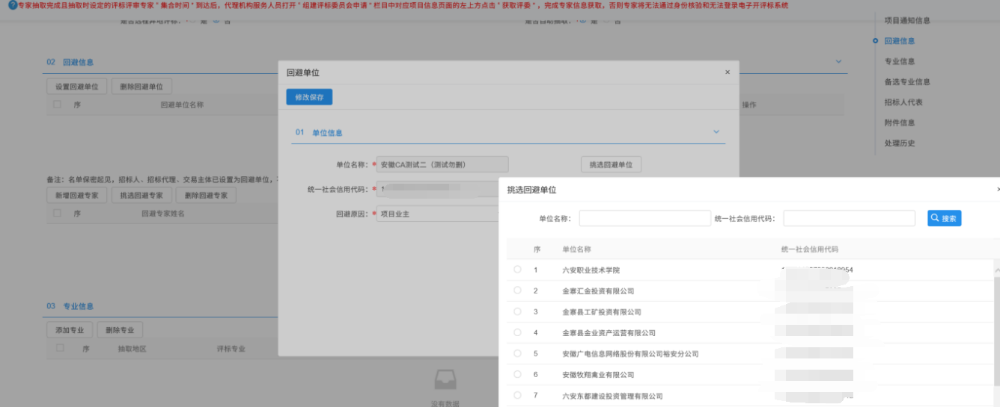 专家抽取完成且抽取时设定的评标评审专家“集合时间”到达后，代理机构服务人员打开“组建评标委员会申请”栏目中对应项目信息页面的左上方点击“获取评委”，完成专家信息获取，否则专家将无法通过身份核验和无法登录电子开评标系统
是否远程异地评标：*是 否
是否自动抽取：*是 否
项目通知信息
回避信息
专业信息
备选专业信息
招标人代表
附件信息
处理历史
02 回避信息
设置回避单位 删除回避单位
序 回避单位名称 操作
备注：名单保密起见，招标人、招标代理、交易主体已设置为回避单位，
新增回避专家 挑选回避专家 删除回避专家
序 回避专家姓名
03 专业信息
添加专业 删除专业
序 抽取地区 评标专业
没有数据
回避单位 ×
修改保存
01 单位信息
单位名称：* 安徽CA测试二（测试勿删） 挑选回避单位
统一社会信用代码：* 1
回避原因：* 项目业主
挑选回避单位 ×
单位名称： 统一社会信用代码： 搜索
序 单位名称 统一社会信用代码
1 六安职业技术学院
2 金寨汇金投资有限公司
3 金寨县工矿投资有限公司
4 金寨县金业资产运营有限公司
5 安徽广电信息网络股份有限公司裕安分公司
6 安徽牧翔禽业有限公司
7 六安东都建设投资管理有限公司